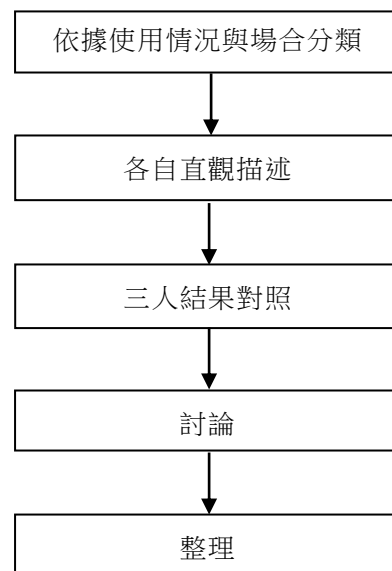 依據使用情況與場合分類
各自直觀描述
三人結果對照
討論
整理